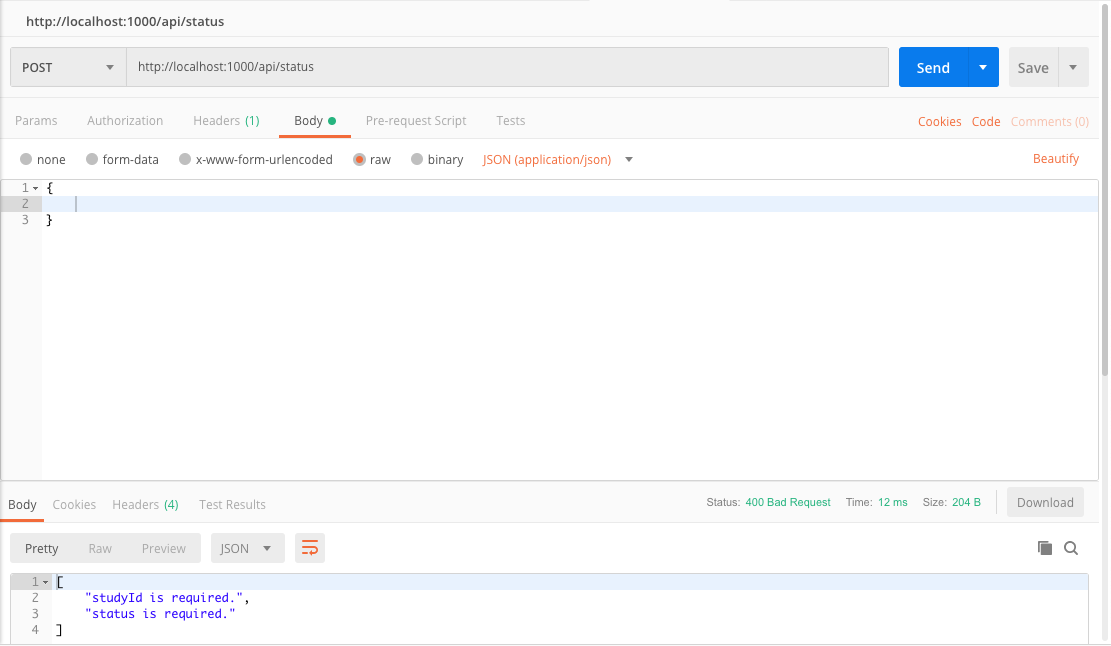 http://localhost:1000/api/status
POST http://localhost:1000/api/status Send Save
Params Authorization Headers (1) Body Pre-request Script Tests Cookies Code Comments (0)
none form-data x-www-form-urlencoded raw binary JSON (application/json) Beautify
1 {
2
3 }
Body Cookies Headers (4) Test Results Status: 400 Bad Request Time: 12 ms Size: 204 B Download
Pretty Raw Preview JSON
1 [
2 "studyId is required.",
3 "status is required."
4 ]